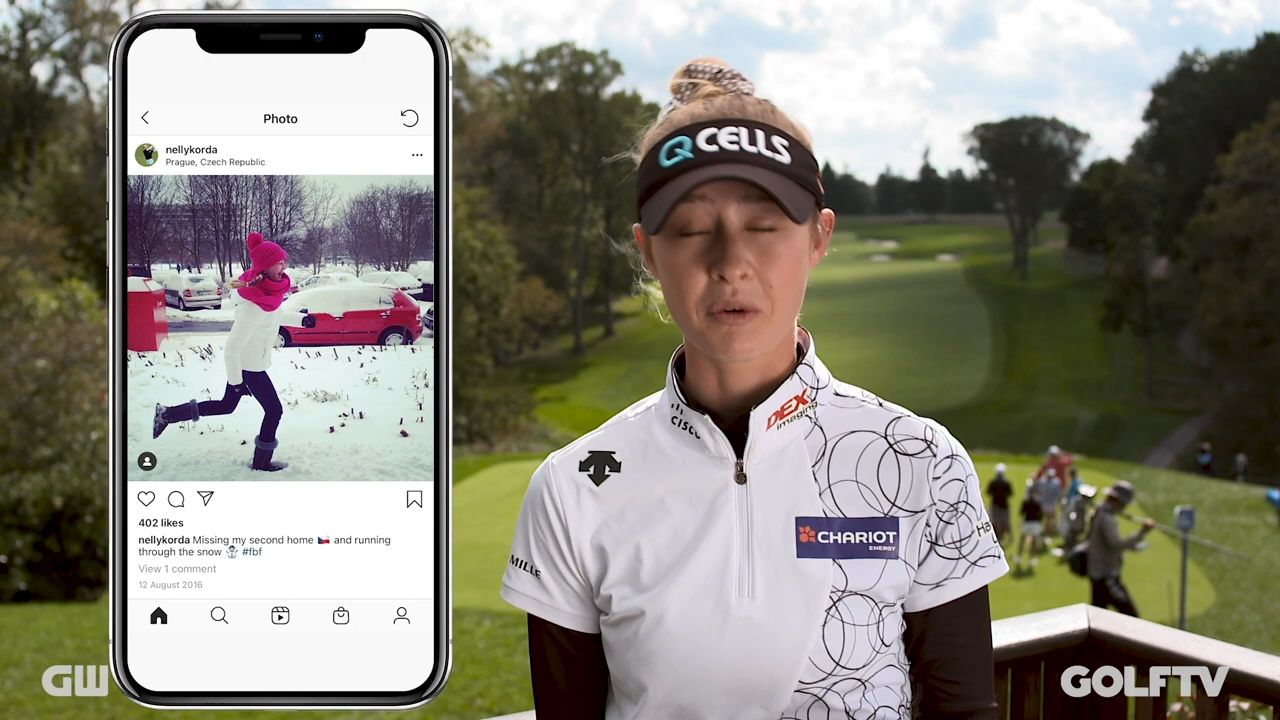 Photo
nellykorda
Prague, Czech Republic
402 likes
nellykorda Missing my second home 🇨🇿 and running
through the snow ☃ #fbf
View 1 comment
12 August 2016
Q CELLS
CISCO
DEX
imaging
CHARIOT
ENERGY
MILLE
GW
GOLFTV